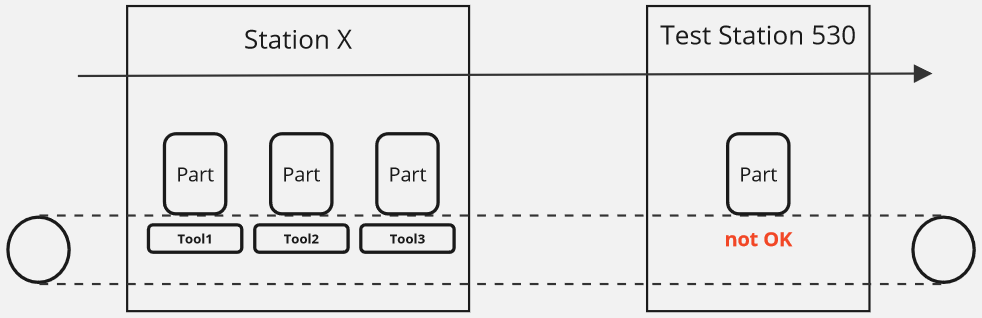 Station X
Test Station 530
Part
Part
Part
Part
Tool1
Tool2
Tool3
not OK